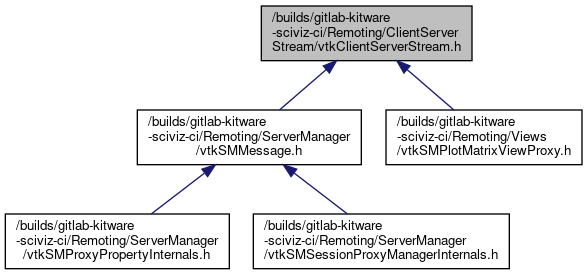 /builds/gitlab-kitware
-sciviz-ci/Remoting/ClientServer
Stream/vtkClientServerStream.h
/builds/gitlab-kitware
-sciviz-ci/Remoting/ServerManager
/vtkSMMessage.h
/builds/gitlab-kitware
-sciviz-ci/Remoting/Views
/vtkSMPlotMatrixViewProxy.h
/builds/gitlab-kitware
-sciviz-ci/Remoting/ServerManager
/vtkSMProxyPropertyInternals.h
/builds/gitlab-kitware
-sciviz-ci/Remoting/ServerManager
/vtkSMSessionProxyManagerInternals.h